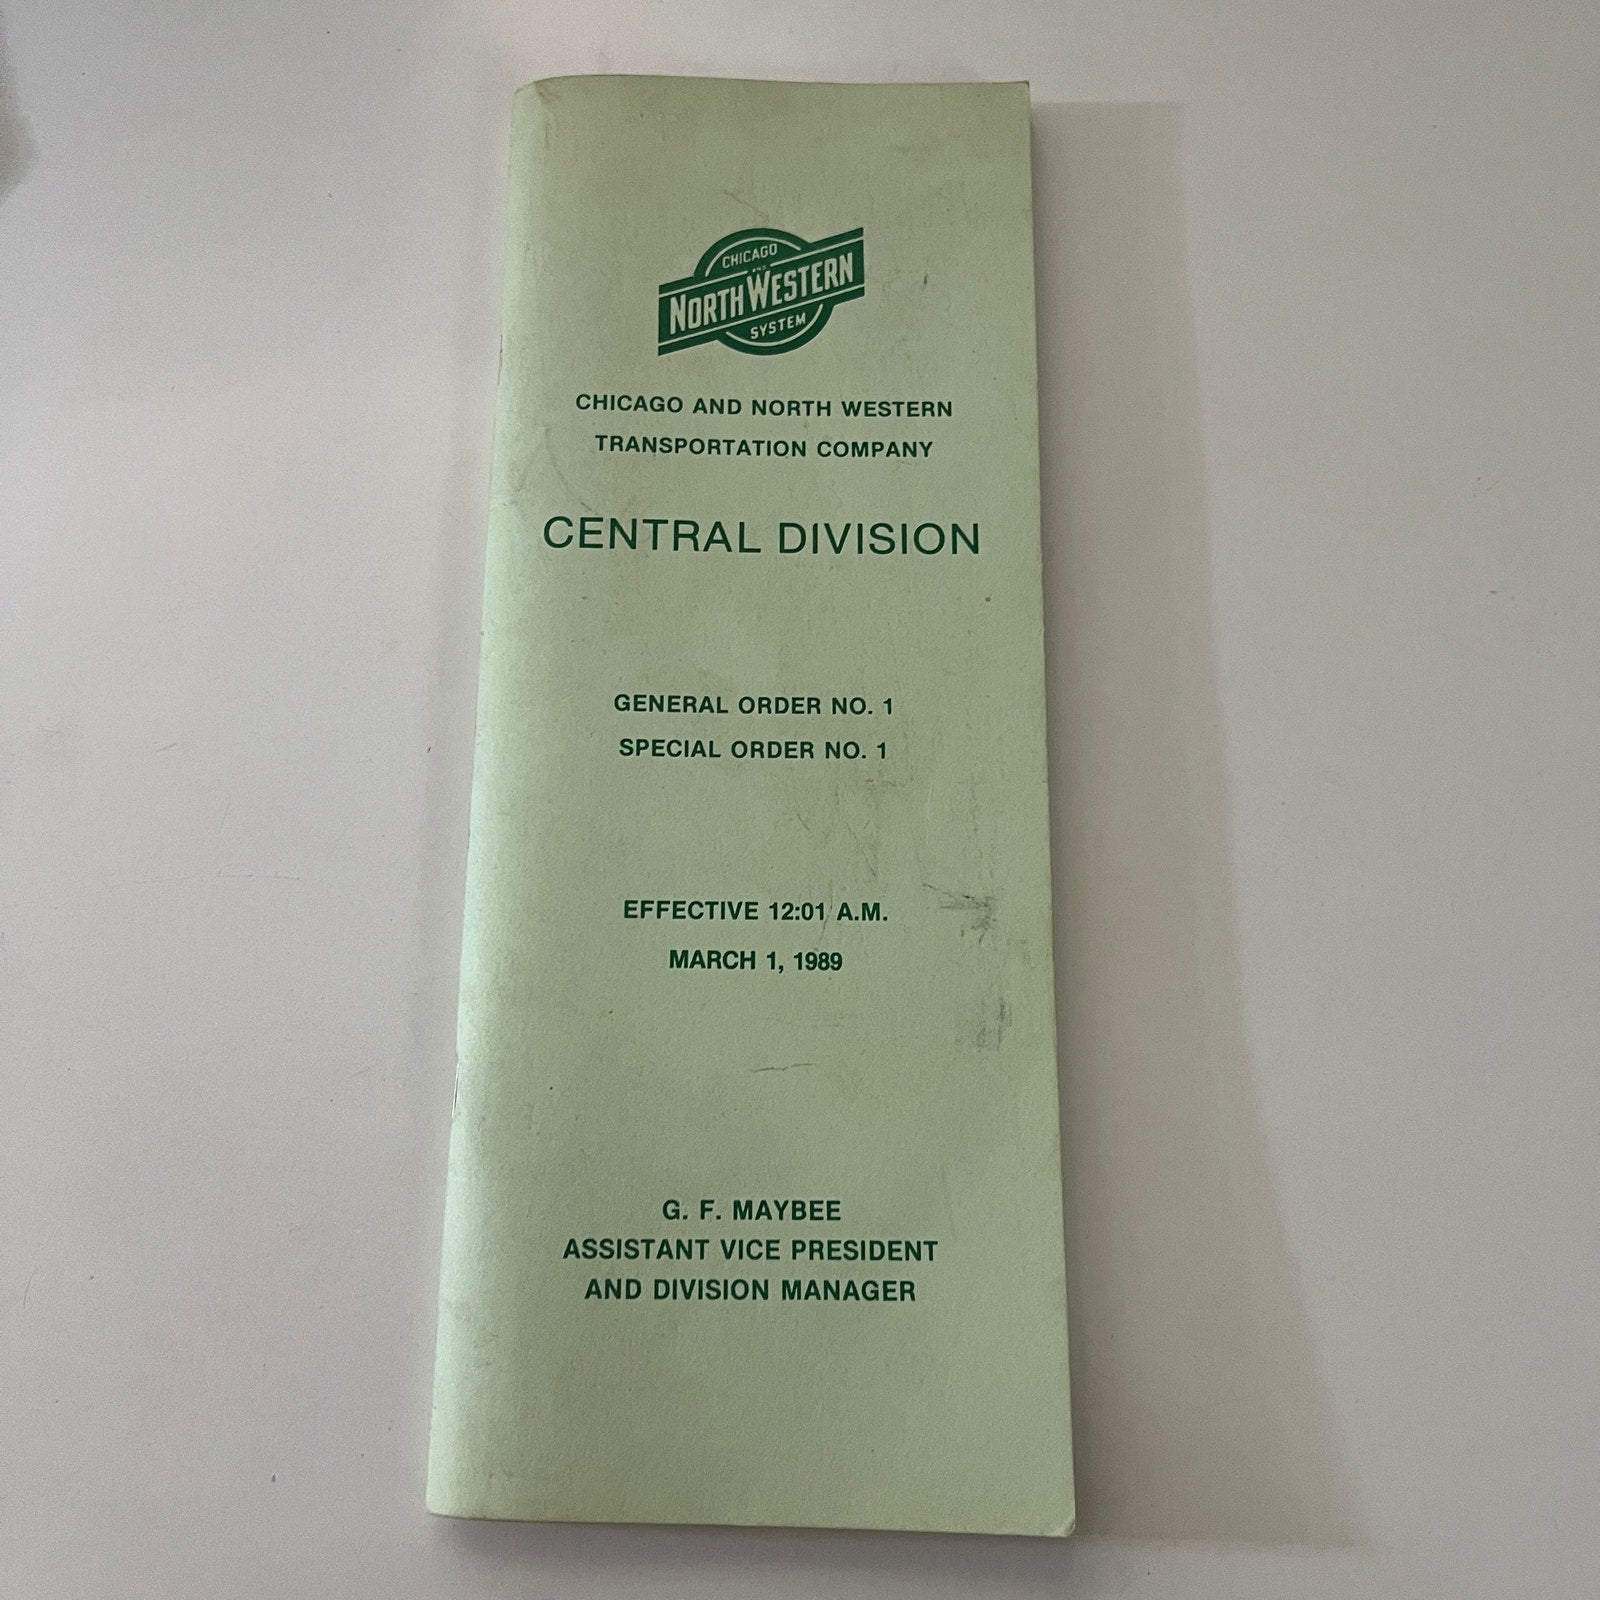 CHICAGO
AND
NORTH WESTERN
SYSTEM
CHICAGO AND NORTH WESTERN
TRANSPORTATION COMPANY
CENTRAL DIVISION
GENERAL ORDER NO. 1
SPECIAL ORDER NO. 1
EFFECTIVE 12:01 A.M.
MARCH 1, 1989
G. F. MAYBEE
ASSISTANT VICE PRESIDENT
AND DIVISION MANAGER